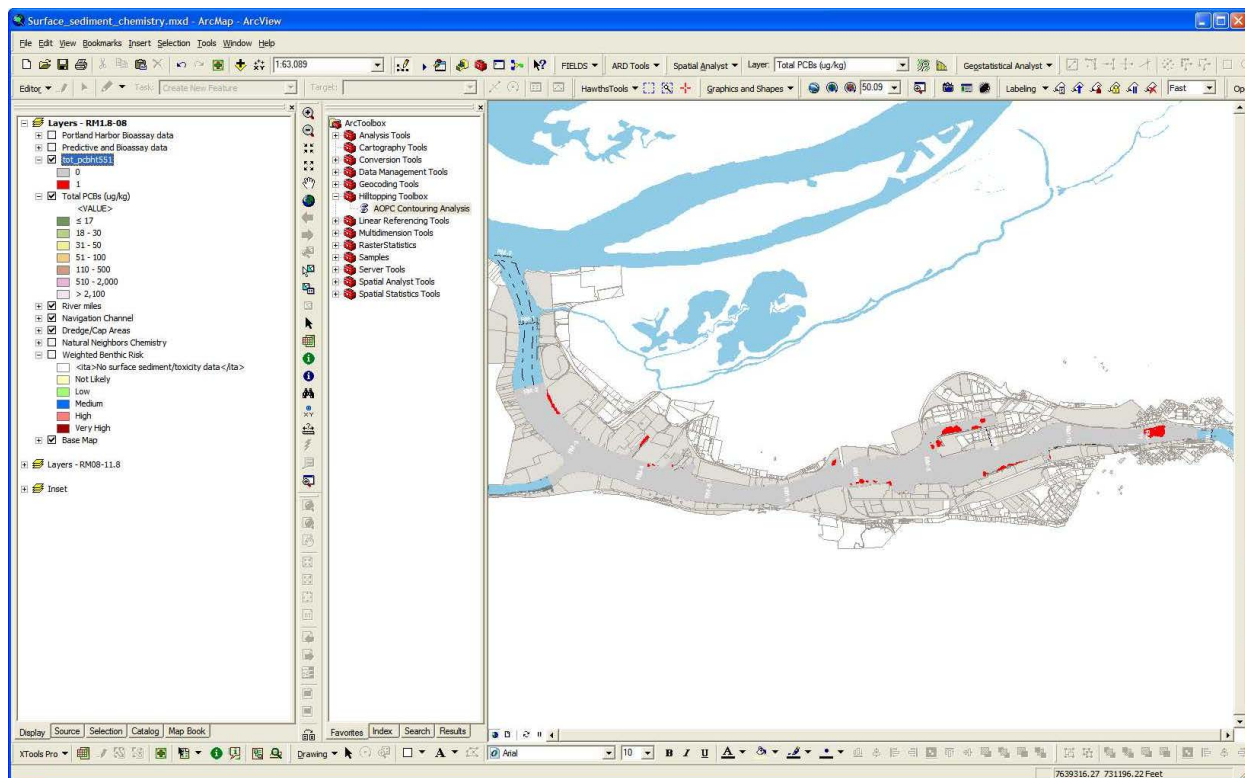 Surface_sediment_chemistry.mxd - ArcMap - ArcView
File Edit View Bookmarks Insert Selection Tools Window Help
1:63,089
FIELDS ARD Tools Spatial Analyst Layer: Total PCBs (ug/kg) Geostatistical Analyst
Editor Task: Create New Feature Target: HawthsTools Graphics and Shapes 50.09 Labeling Fast Op
Layers - RM1.8-08
Portland Harbor Bioassay data
Predictive and Bioassay data
tot_pcbht551
0
1
Total PCBs (ug/kg)
<VALUE>
≤ 17
18 - 30
31 - 50
51 - 100
110 - 500
510 - 2,000
> 2,100
River miles
Navigation Channel
Dredge/Cap Areas
Natural Neighbors Chemistry
Weighted Benthic Risk
<ita>No surface sediment/toxicity data</ita>
Not Likely
Low
Medium
High
Very High
Base Map
Layers - RM08-11.8
Inset
Display Source Selection Catalog Map Book
ArcToolbox
Analysis Tools
Cartography Tools
Conversion Tools
Data Management Tools
Geocoding Tools
Hilltopping Toolbox
AOPC Contouring Analysis
Linear Referencing Tools
Multidimension Tools
RasterStatistics
Samples
Server Tools
Spatial Analyst Tools
Spatial Statistics Tools
Favorites Index Search Results
XTools Pro Drawing A Arial 10 B I U A
7639316.27 731196.22 Feet